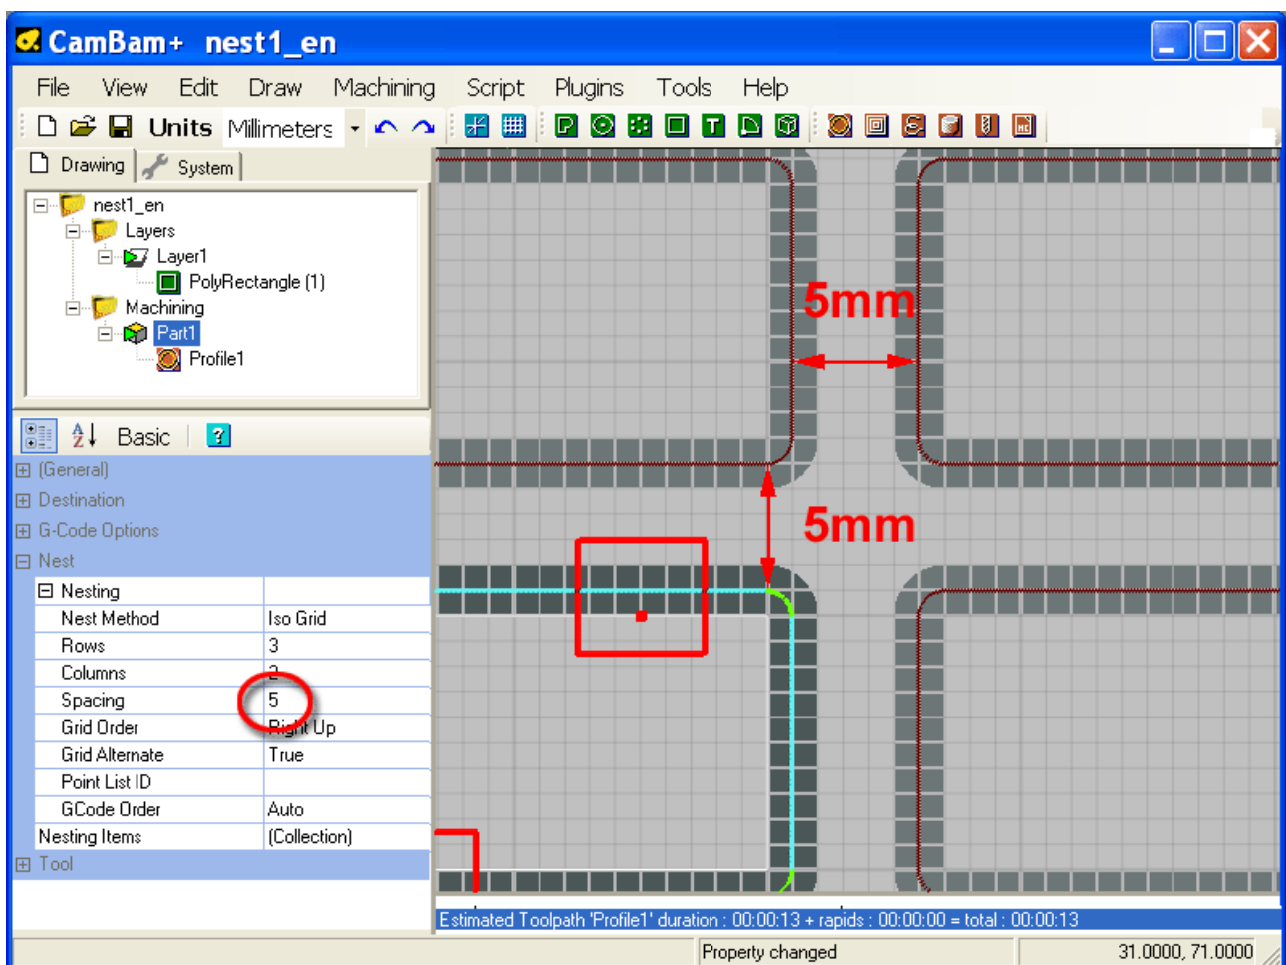 CamBam+ nest1_en
File View Edit Draw Machining Script Plugins Tools Help
Units Millimeters
Drawing System
nest1_en
Layers
Layer1
PolyRectangle (1)
Machining
Part1
Profile1
Basic
(General)
Destination
G-Code Options
Nest
Nesting
Nest Method Iso Grid
Rows 3
Columns 2
Spacing 5
Grid Order Right Up
Grid Alternate True
Point List ID
GCode Order Auto
Nesting Items (Collection)
Tool
5mm
5mm
Estimated Toolpath 'Profile1' duration : 00:00:13 + rapids : 00:00:00 = total : 00:00:13
Property changed 31.0000, 71.0000